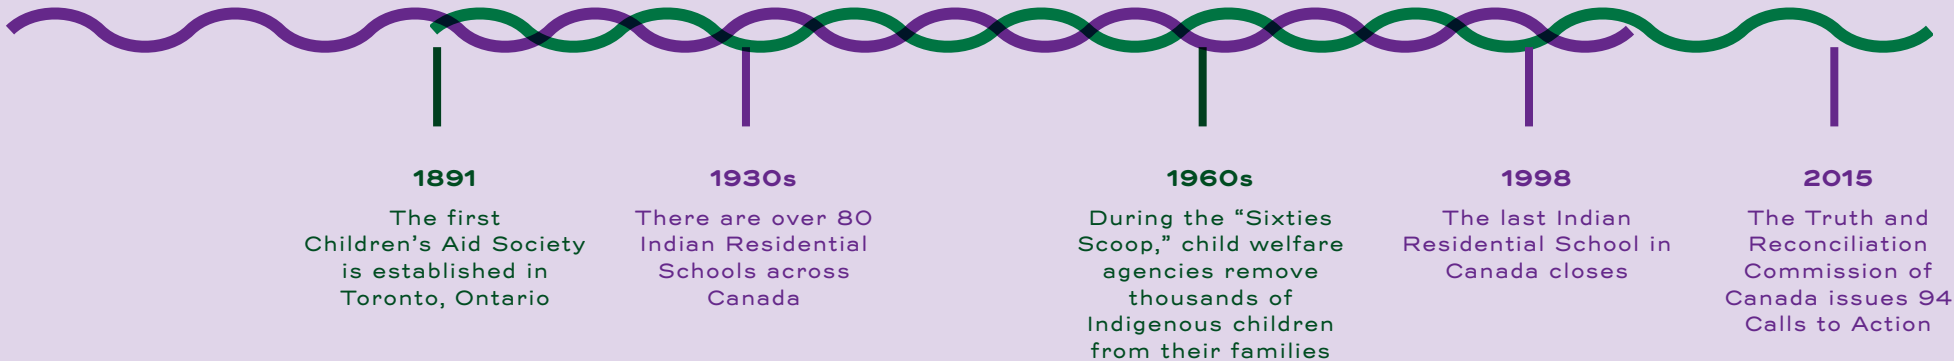 1891
The first
Children’s Aid Society
is established in
Toronto, Ontario
1930s
There are over 80
Indian Residential
Schools across
Canada
1960s
During the “Sixties
Scoop,” child welfare
agencies remove
thousands of
Indigenous children
from their families
1998
The last Indian
Residential School in
Canada closes
2015
The Truth and
Reconciliation
Commission of
Canada issues 94
Calls to Action